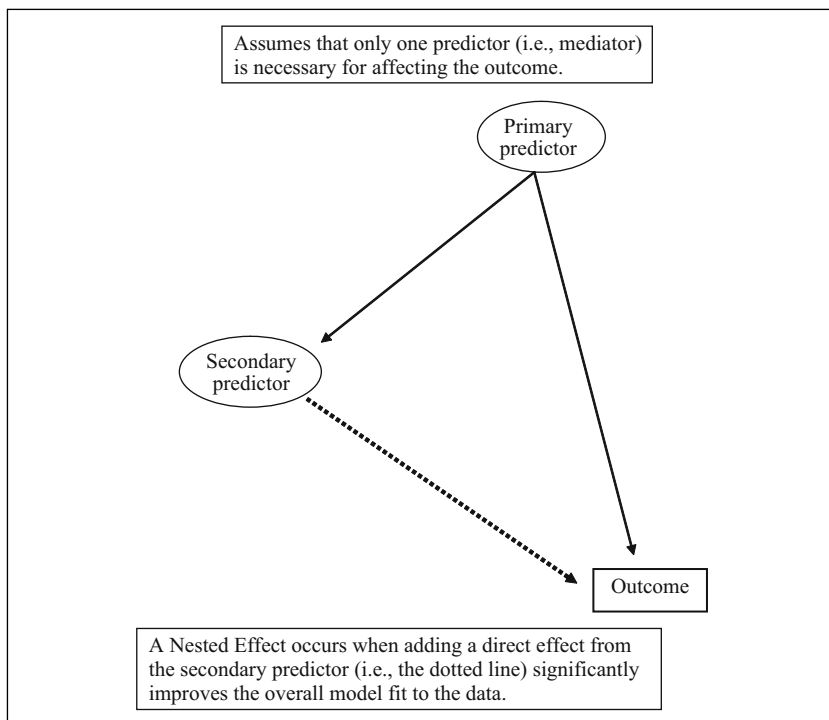 Assumes that only one predictor (i.e., mediator)
is necessary for affecting the outcome.
Primary
predictor
Secondary
predictor
Outcome
A Nested Effect occurs when adding a direct effect from
the secondary predictor (i.e., the dotted line) significantly
improves the overall model fit to the data.